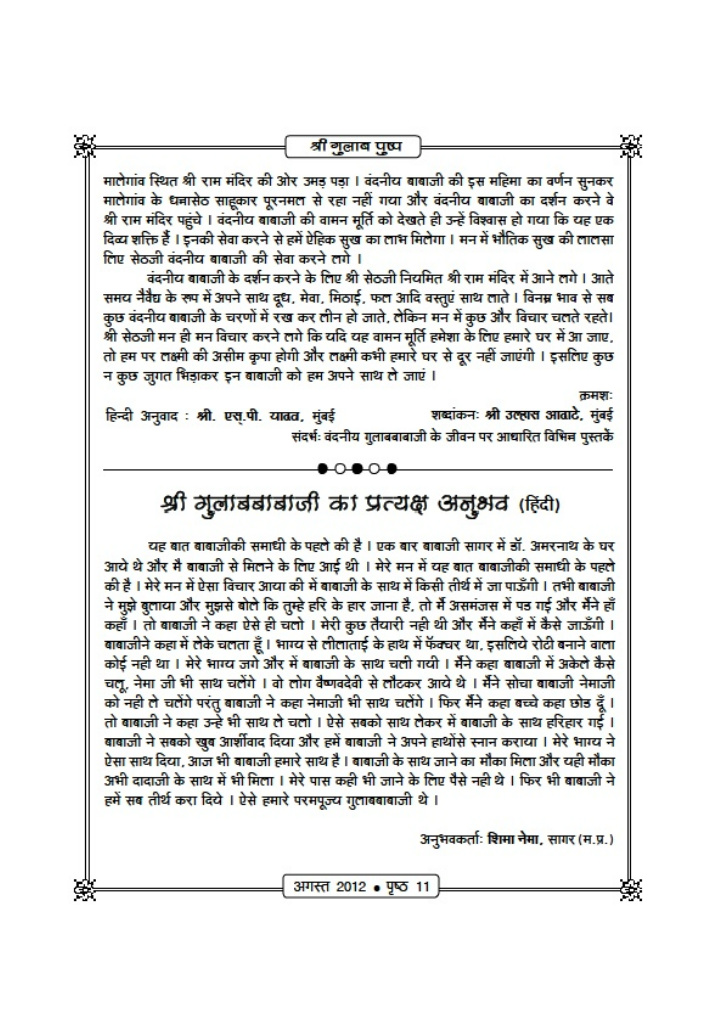 श्री गुलाब पुष्प
मालेगांव स्थित श्री राम मंदिर की ओर उमड़ पड़ा । वंदनीय बाबाजी की इस महिमा का वर्णन सुनकर
मालेगांव के धन्नासेठ साहूकार पूरनमल से रहा नहीं गया और वंदनीय बाबाजी का दर्शन करने वे
श्री राम मंदिर पहुंचे । वंदनीय बाबाजी की वामन मूर्ति को देखते ही उन्हें विश्वास हो गया कि यह एक
दिव्य शक्ति हैं । इनकी सेवा करने से हमें ऐहिक सुख का लाभ मिलेगा । मन में भौतिक सुख की लालसा
लिए सेठजी वंदनीय बाबाजी की सेवा करने लगे ।
वंदनीय बाबाजी के दर्शन करने के लिए श्री सेठजी नियमित श्री राम मंदिर में आने लगे । आते
समय नैवैद्य के रूप में अपने साथ दूध, मेवा, मिठाई, फल आदि वस्तुएं साथ लाते । विनम्र भाव से सब
कुछ वंदनीय बाबाजी के चरणों में रख कर लीन हो जाते, लेकिन मन में कुछ और विचार चलते रहते।
श्री सेठजी मन ही मन विचार करने लगे कि यदि यह वामन मूर्ति हमेशा के लिए हमारे घर में आ जाए,
तो हम पर लक्ष्मी की असीम कृपा होगी और लक्ष्मी कभी हमारे घर से दूर नहीं जाएंगी । इसलिए कुछ
न कुछ जुगत भिड़ाकर इन बाबाजी को हम अपने साथ ले जाएं ।
क्रमशः
हिन्दी अनुवाद : श्री. एस्.पी. यादव, मुंबई शब्दांकनः श्री उल्हास आवाटे, मुंबई
संदर्भः वंदनीय गुलाबबाबाजी के जीवन पर आधारित विभिन्न पुस्तकें
श्री गुलाबबाबाजी का प्रत्यक्ष अनुभव (हिंदी)
यह बात बाबाजीकी समाधी के पहले की है । एक बार बाबाजी सागर में डॉ. अमरनाथ के घर
आये थे और मै बाबाजी से मिलने के लिए आई थी । मेरे मन में यह बात बाबाजीकी समाधी के पहले
की है । मेरे मन में ऐसा विचार आया की में बाबाजी के साथ में किसी तीर्थ में जा पाऊँगी । तभी बाबाजी
ने मुझे बुलाया और मुझसे बोले कि तुम्हे हरि के हार जाना है, तो मैं असमंजस में पड गई और मैंने हाँ
कहाँ । तो बाबाजी ने कहा ऐसे ही चलो । मेरी कुछ तैयारी नही थी और मैंने कहाँ में कैसे जाऊँगी ।
बाबाजीने कहा में लेके चलता हूँ । भाग्य से लीलाताई के हाथ में फॅक्चर था, इसलिये रोटी बनाने वाला
कोई नही था । मेरे भाग्य जगे और में बाबाजी के साथ चली गयी । मैंने कहा बाबाजी में अकेले कैसे
चलू, नेमा जी भी साथ चलेंगे । वो लोग वैष्णवदेवी से लौटकर आये थे । मैंने सोचा बाबाजी नेमाजी
को नही ले चलेंगे परंतु बाबाजी ने कहा नेमाजी भी साथ चलेंगे । फिर मैंने कहा बच्चे कहा छोड दूँ ।
तो बाबाजी ने कहा उन्हे भी साथ ले चलो । ऐसे सबको साथ लेकर में बाबाजी के साथ हरिहार गई ।
बाबाजी ने सबको खुब आर्शीवाद दिया और हमें बाबाजी ने अपने हाथोंसे स्नान कराया । मेरे भाग्य ने
ऐसा साथ दिया, आज भी बाबाजी हमारे साथ है । बाबाजी के साथ जाने का मौका मिला और यही मौका
अभी दादाजी के साथ में भी मिला । मेरे पास कही भी जाने के लिए पैसे नही थे । फिर भी बाबाजी ने
हमें सब तीर्थ करा दिये । ऐसे हमारे परमपूज्य गुलाबबाबाजी थे ।
अनुभवकर्ताः शिमा नेमा, सागर (म.प्र.)
अगस्त 2012 ● पृष्ठ 11